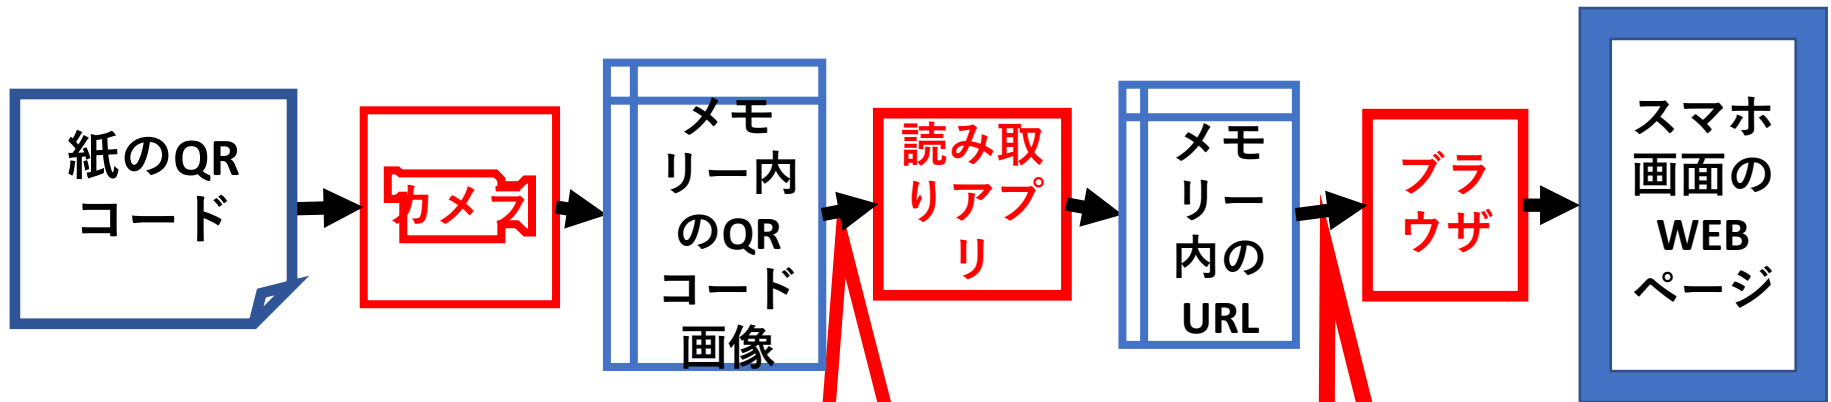 紙のQR
コード
カメラ
メモ
リー内
のQR
コード
画像
読み取
りアプ
リ
メモ
リー
内の
URL
ブラ
ウザ
スマホ
画面の
WEB
ページ